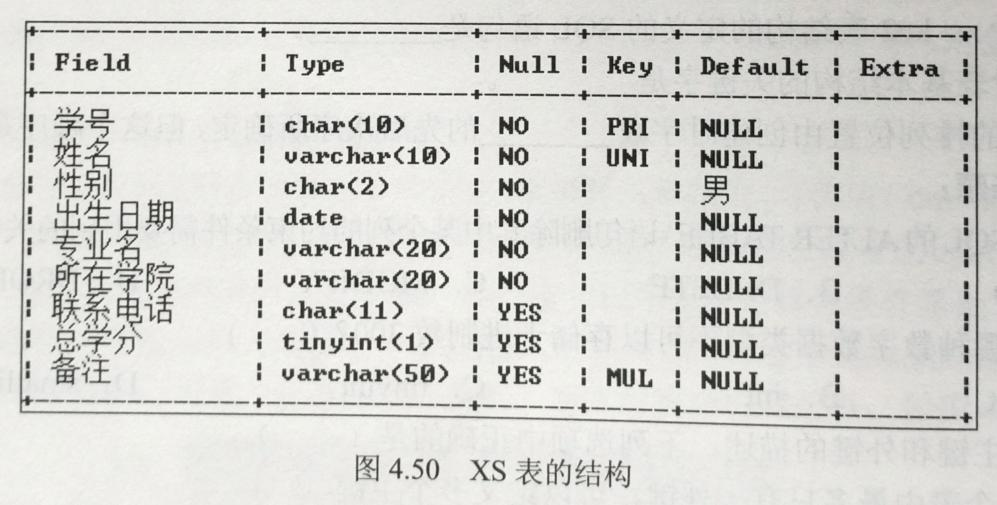 Field Type Null Key Default Extra
学号 char(10) NO PRI NULL
姓名 varchar(10) NO UNI NULL
性别 char(2) NO 男
出生日期 date NO NULL
专业名 varchar(20) NO NULL
所在学院 varchar(20) NO NULL
联系电话 char(11) YES NULL
总学分 tinyint(1) YES NULL
备注 varchar(50) YES MUL NULL
图 4.50 XS 表的结构